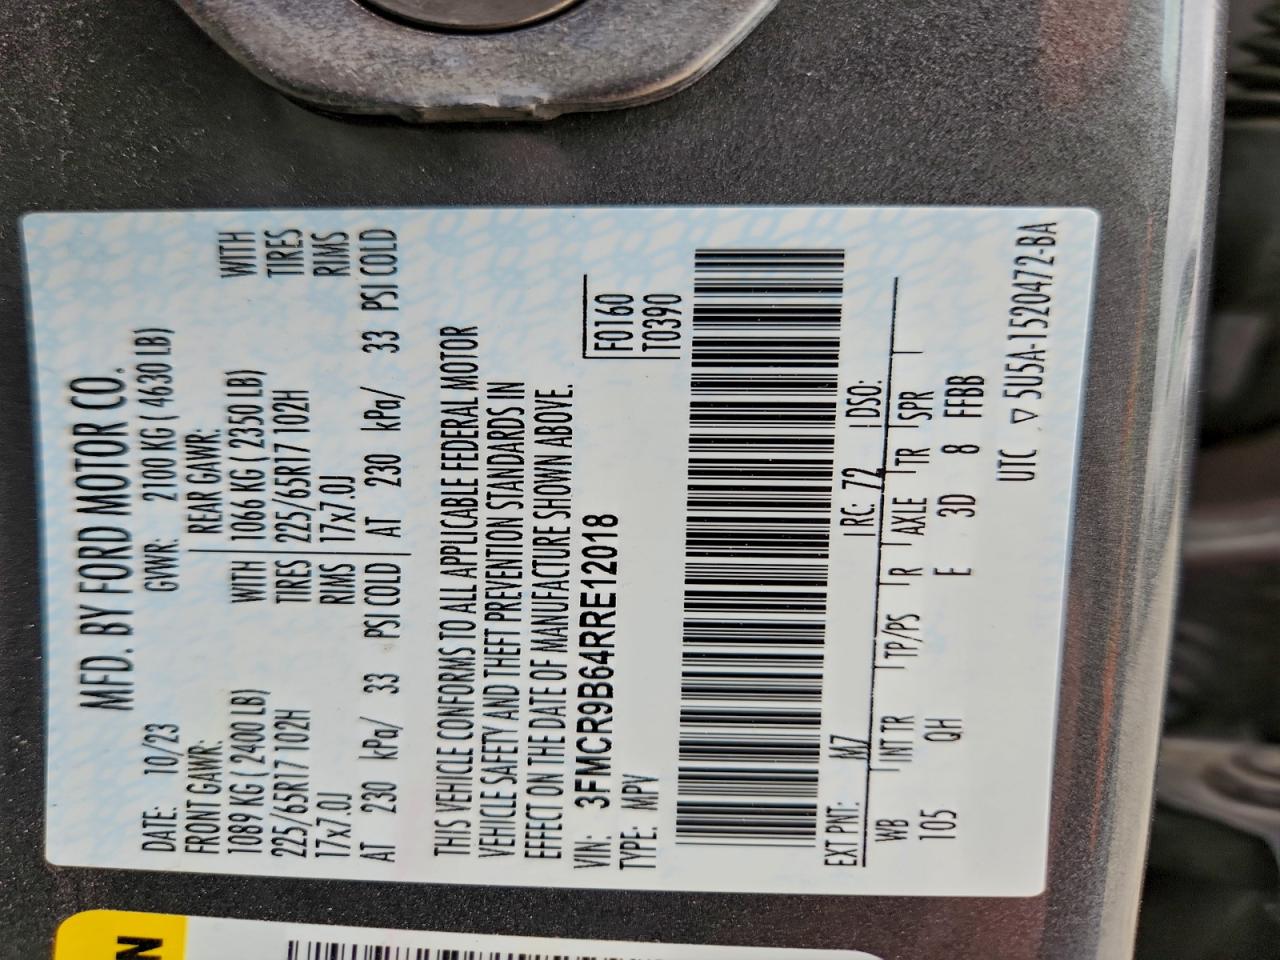 MFD. BY FORD MOTOR CO.
DATE: 10/23 GVWR: 2100 KG ( 4630 LB)
FRONT GAWR: REAR GAWR:
1089 KG ( 2400 LB) WITH 1066 KG ( 2350 LB) WITH
225/65R17 102H TIRES 225/65R17 102H TIRES
17x7.0J RIMS 17x7.0J RIMS
AT 230 kPa/ 33 PSI COLD AT 230 kPa/ 33 PSI COLD
THIS VEHICLE CONFORMS TO ALL APPLICABLE FEDERAL MOTOR
VEHICLE SAFETY AND THEFT PREVENTION STANDARDS IN
EFFECT ON THE DATE OF MANUFACTURE SHOWN ABOVE.
VIN: 3FMCR9B64RRE12018 F0160
TYPE: MPV T0390
EXT PNT: M7 RC: 72 DSO:
WB INT TR TP/PS R AXLE TR SPR
105 QH E 3D 8 FFBB
UTC ▽ 5U5A-1520472-BA
N